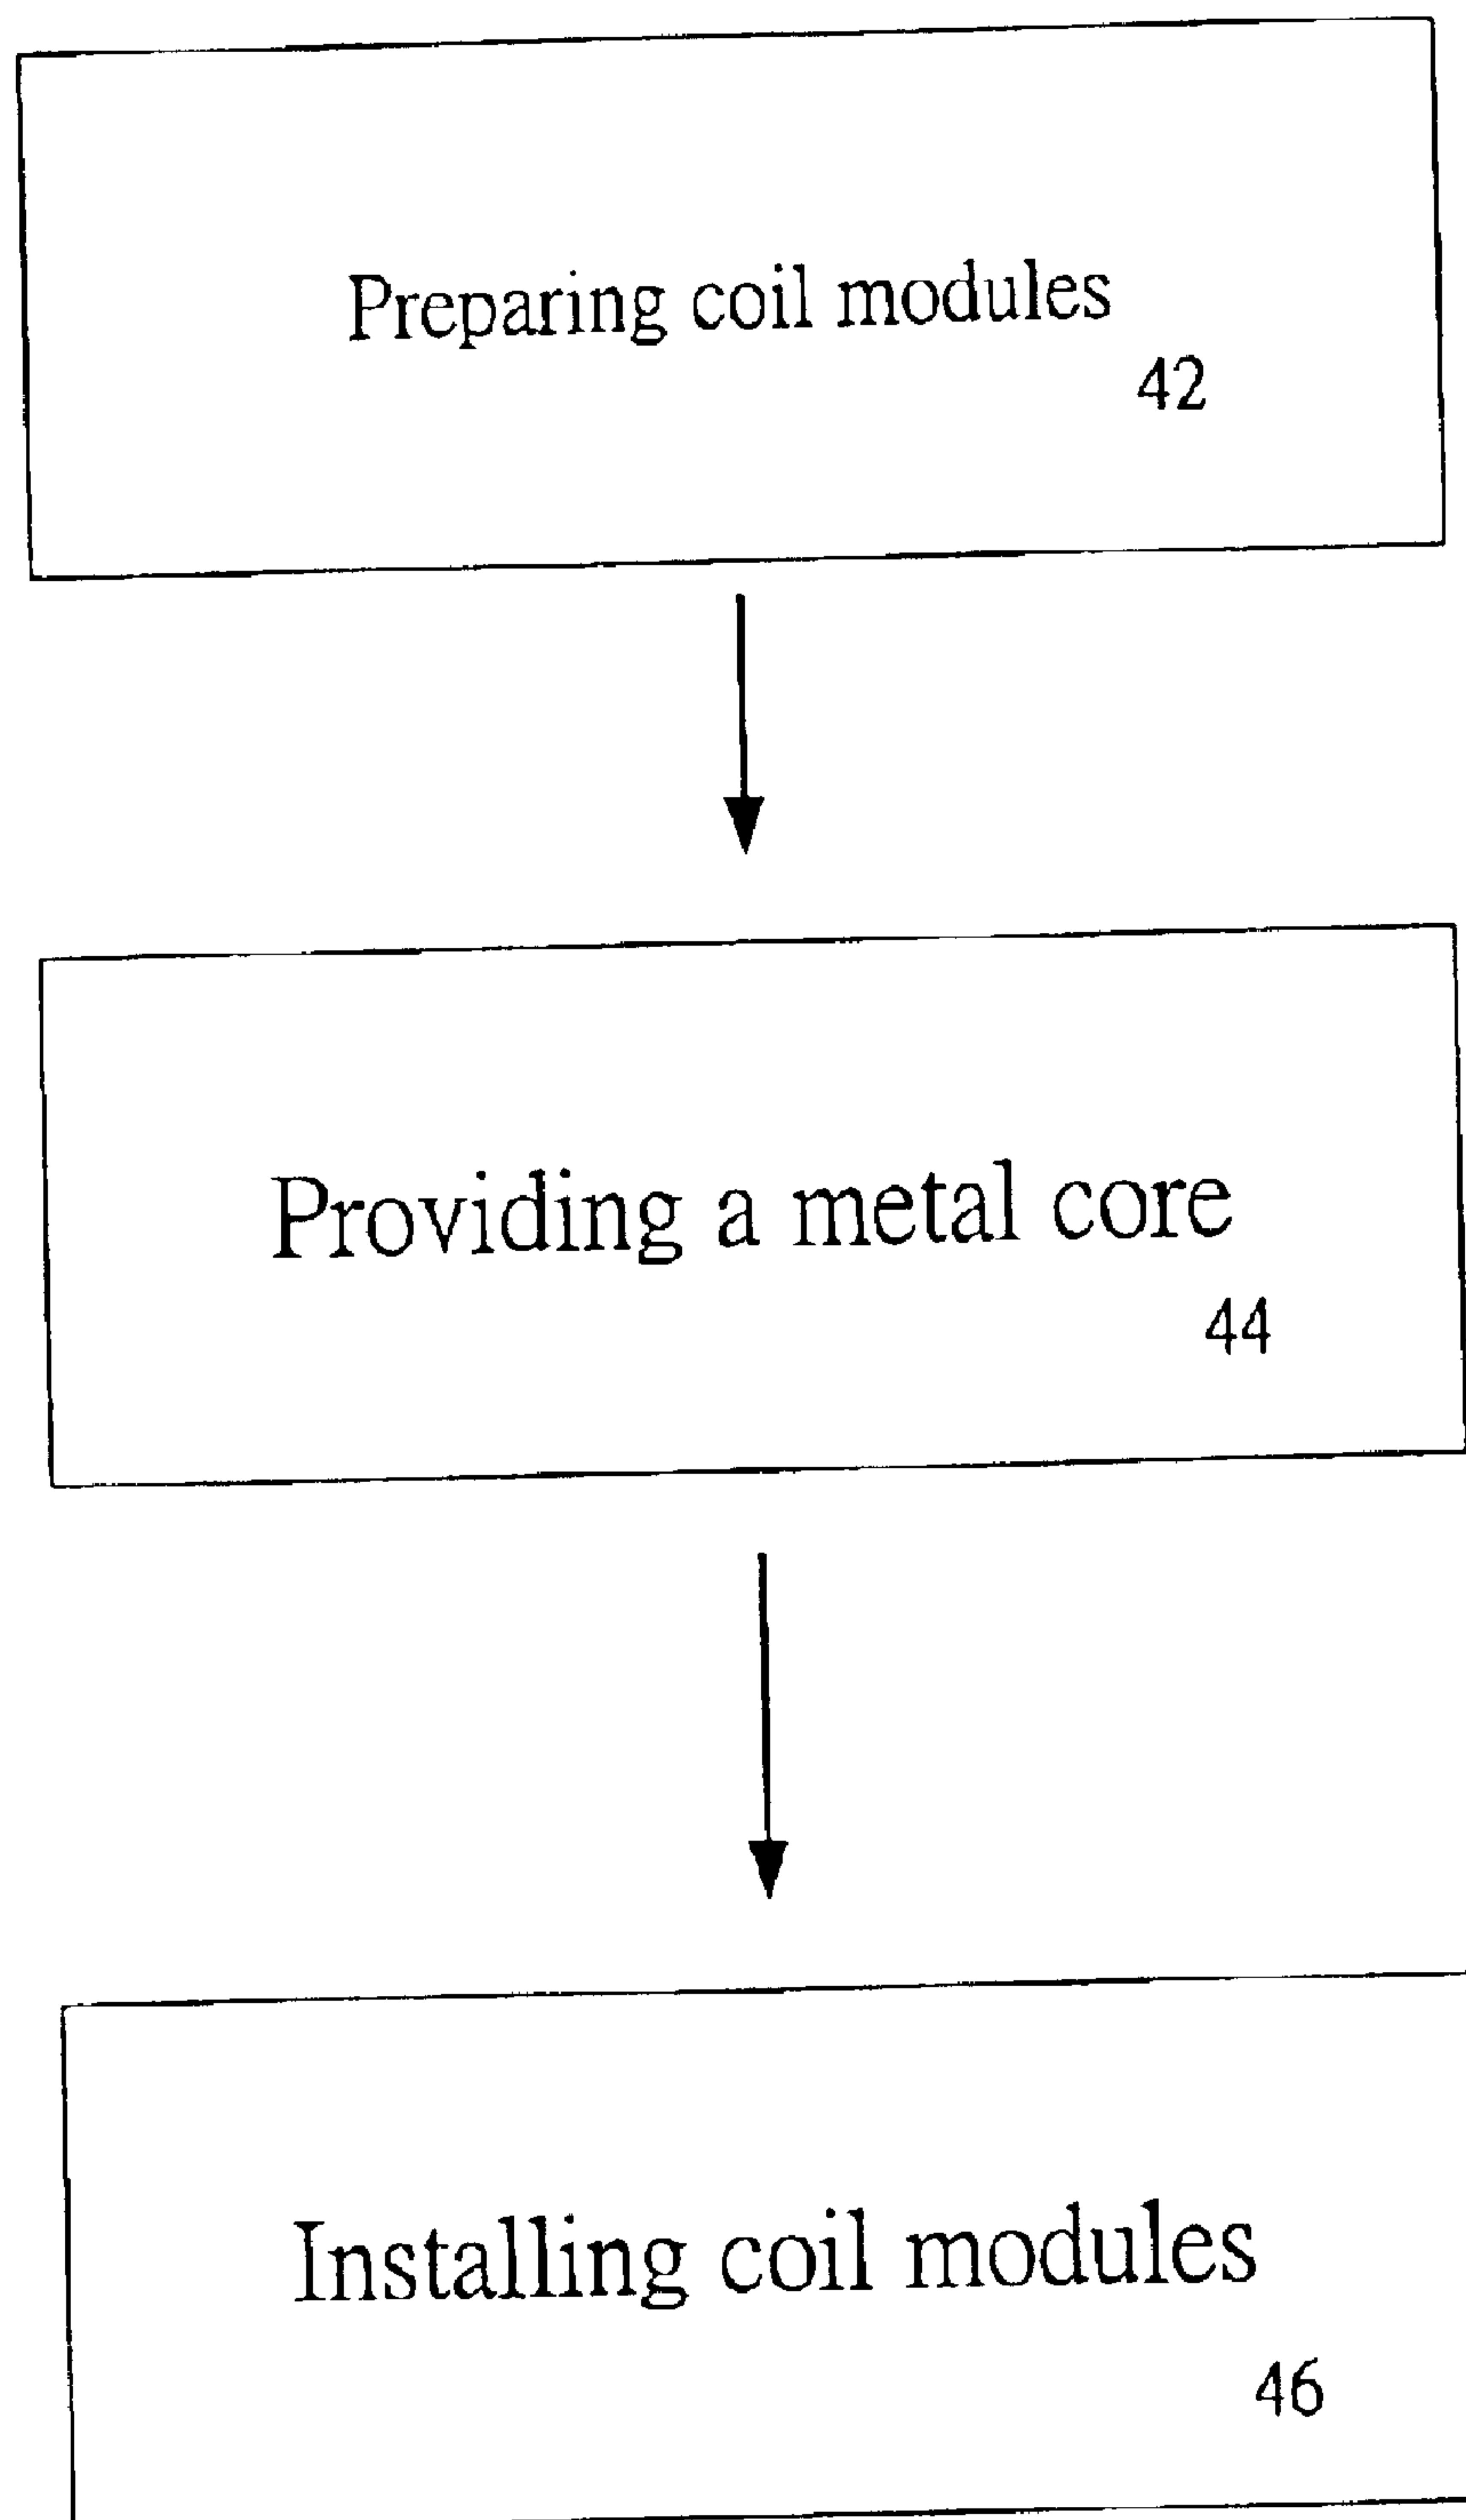 Preparing coil modules
42
Providing a metal core
44
Installing coil modules
46